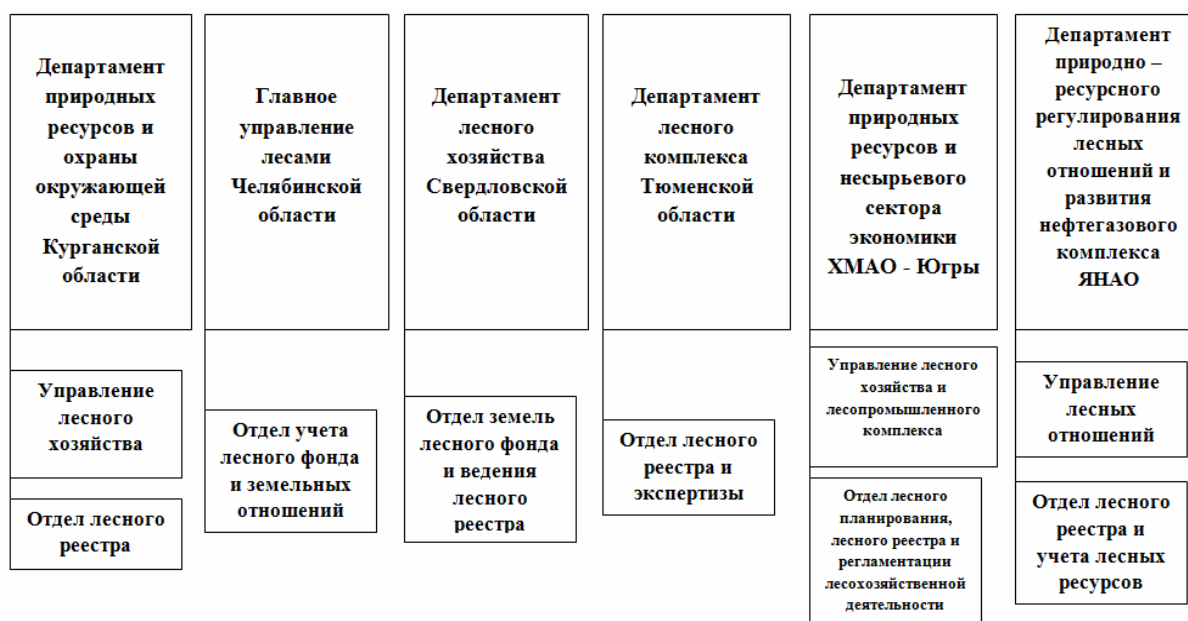 Департамент
природных
ресурсов и
охраны
окружающей
среды
Курганской
области
Главное
управление
лесами
Челябинской
области
Департамент
лесного
хозяйства
Свердловской
области
Департамент
лесного
комплекса
Тюменской
области
Департамент
природных
ресурсов и
несырьевого
сектора
экономики
ХМАО - Югры
Департамент
природно –
ресурсного
регулирования
лесных
отношений и
развития
нефтегазового
комплекса
ЯНАО
Управление
лесного
хозяйства
Отдел лесного
реестра
Отдел учета
лесного фонда
и земельных
отношений
Отдел земель
лесного фонда
и ведения
лесного
реестра
Отдел лесного
реестра и
экспертизы
Управление лесного
хозяйства и
лесопромышленного
комплекса
Отдел лесного
планирования,
лесного реестра и
регламентации
лесохозяйственной
деятельности
Управление
лесных
отношений
Отдел лесного
реестра и
учета лесных
ресурсов